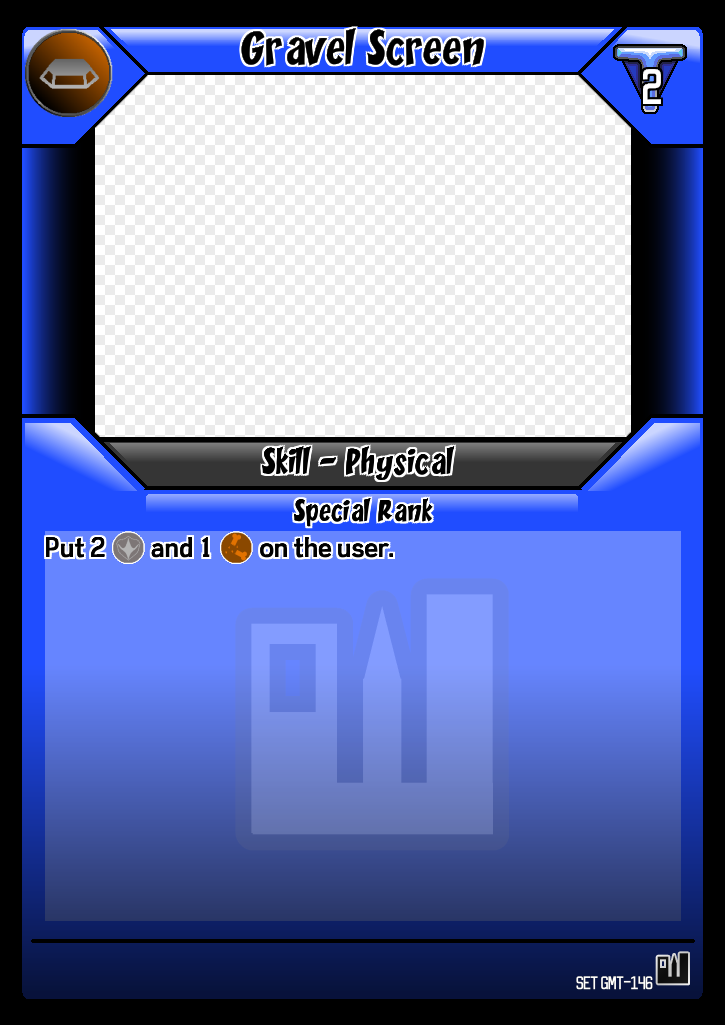 Gravel Screen
2
Skill - Physical
Special Rank
Put 2 and 1 on the user.
SET GMT-146